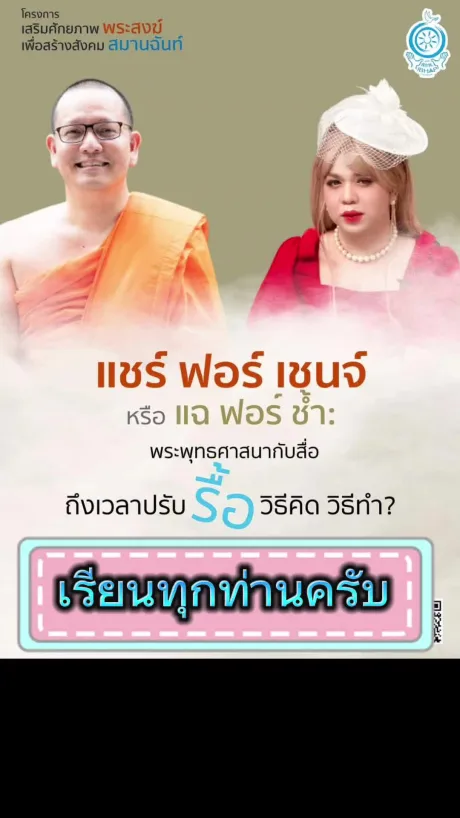 โครงการ
เสริมศักยภาพ พระสงฆ์
เพื่อสร้างสังคม สมานฉันท์
แชร์ ฟอร์ เชนจ์
หรือ แฉ ฟอร์ ช้ำ:
พระพุทธศาสนากับสื่อ
ถึงเวลาปรับ รื้อ วิธีคิด วิธีทำ?
เรียนทุกท่านครับ